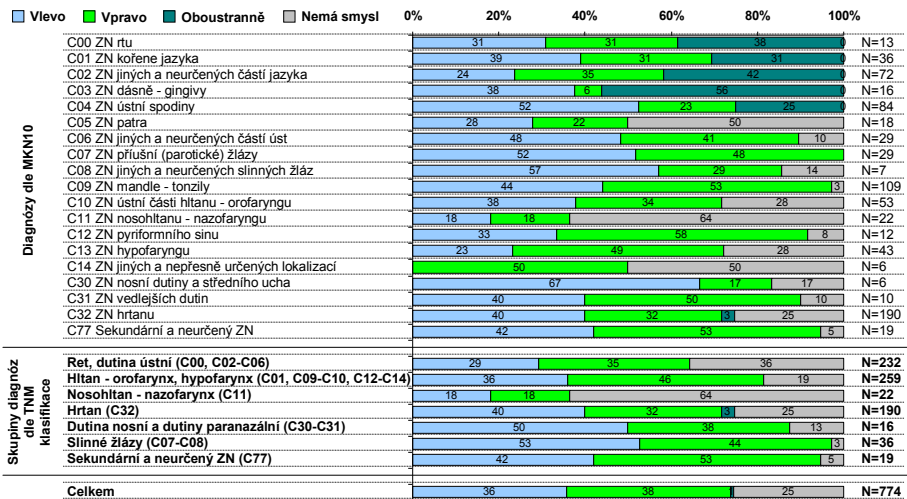 Vlevo Vpravo Oboustranně Nemá smysl 0% 20% 40% 60% 80% 100%
Diagnózy dle MKN10
C00 ZN rtu 31 31 38 0 N=13
C01 ZN kořene jazyka 39 31 31 0 N=36
C02 ZN jiných a neurčených částí jazyka 24 35 42 0 N=72
C03 ZN dásně - gingivy 38 6 56 0 N=16
C04 ZN ústní spodiny 52 23 25 0 N=84
C05 ZN patra 28 22 50 N=18
C06 ZN jiných a neurčených částí úst 48 41 10 N=29
C07 ZN příušní (parotické) žlázy 52 48 N=29
C08 ZN jiných a neurčených slinných žláz 57 29 14 N=7
C09 ZN mandle - tonzily 44 53 3 N=109
C10 ZN ústní části hltanu - orofaryngu 38 34 28 N=53
C11 ZN nosohltanu - nazofaryngu 18 18 64 N=22
C12 ZN pyriformního sinu 33 58 8 N=12
C13 ZN hypofaryngu 23 49 28 N=43
C14 ZN jiných a nepřesně určených lokalizací 50 50 N=6
C30 ZN nosní dutiny a středního ucha 67 17 17 N=6
C31 ZN vedlejších dutin 40 50 10 N=10
C32 ZN hrtanu 40 32 3 25 N=190
C77 Sekundární a neurčený ZN 42 53 5 N=19
Skupiny diagnóz
dle TNM
klasifikace
Ret, dutina ústní (C00, C02-C06) 29 35 36 N=232
Hltan - orofarynx, hypofarynx (C01, C09-C10, C12-C14) 36 46 19 N=259
Nosohltan - nazofarynx (C11) 18 18 64 N=22
Hrtan (C32) 40 32 3 25 N=190
Dutina nosní a dutiny paranazální (C30-C31) 50 38 13 N=16
Slinné žlázy (C07-C08) 53 44 3 N=36
Sekundární a neurčený ZN (C77) 42 53 5 N=19
Celkem 36 38 25 N=774